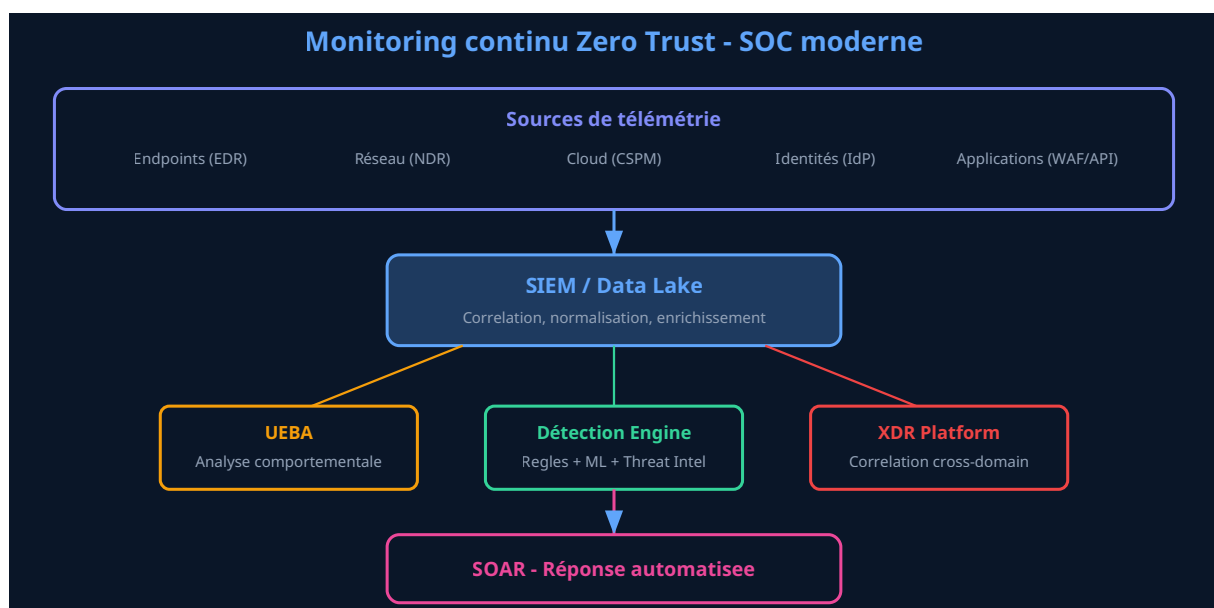 Monitoring continu Zero Trust - SOC moderne
Sources de télémétrie
Endpoints (EDR) Réseau (NDR) Cloud (CSPM) Identités (IdP) Applications (WAF/API)
SIEM / Data Lake
Correlation, normalisation, enrichissement
UEBA Détection Engine XDR Platform
Analyse comportementale Regles + ML + Threat Intel Correlation cross-domain
SOAR - Réponse automatisee